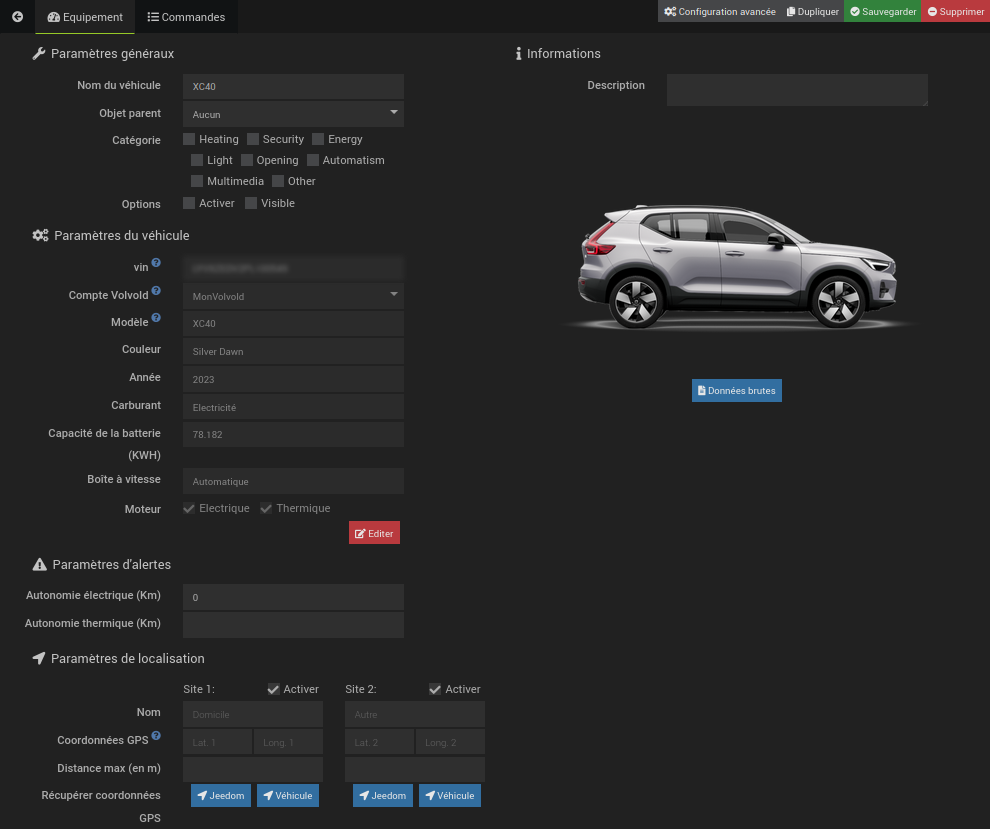 Equipement
Commandes
Configuration avancée
Dupliquer
Sauvegarder
Supprimer
Paramètres généraux
Nom du véhicule
XC40
Objet parent
Aucun
Catégorie
Heating Security Energy
Light Opening Automatism
Multimedia Other
Options
Activer Visible
Paramètres du véhicule
vin
Compte Volvold
MonVolvold
Modèle
XC40
Couleur
Silver Dawn
Année
2023
Carburant
Electricité
Capacité de la batterie
(KWH)
78.182
Boîte à vitesse
Automatique
Moteur
Electrique Thermique
Editer
Paramètres d'alertes
Autonomie électrique (Km)
0
Autonomie thermique (Km)
Paramètres de localisation
Site 1: Activer Site 2: Activer
Nom
Domicile Autre
Coordonnées GPS
Lat. 1 Long. 1 Lat. 2 Long. 2
Distance max (en m)
Récupérer coordonnées
GPS
Jeedom Véhicule Jeedom Véhicule
Informations
Description
Données brutes